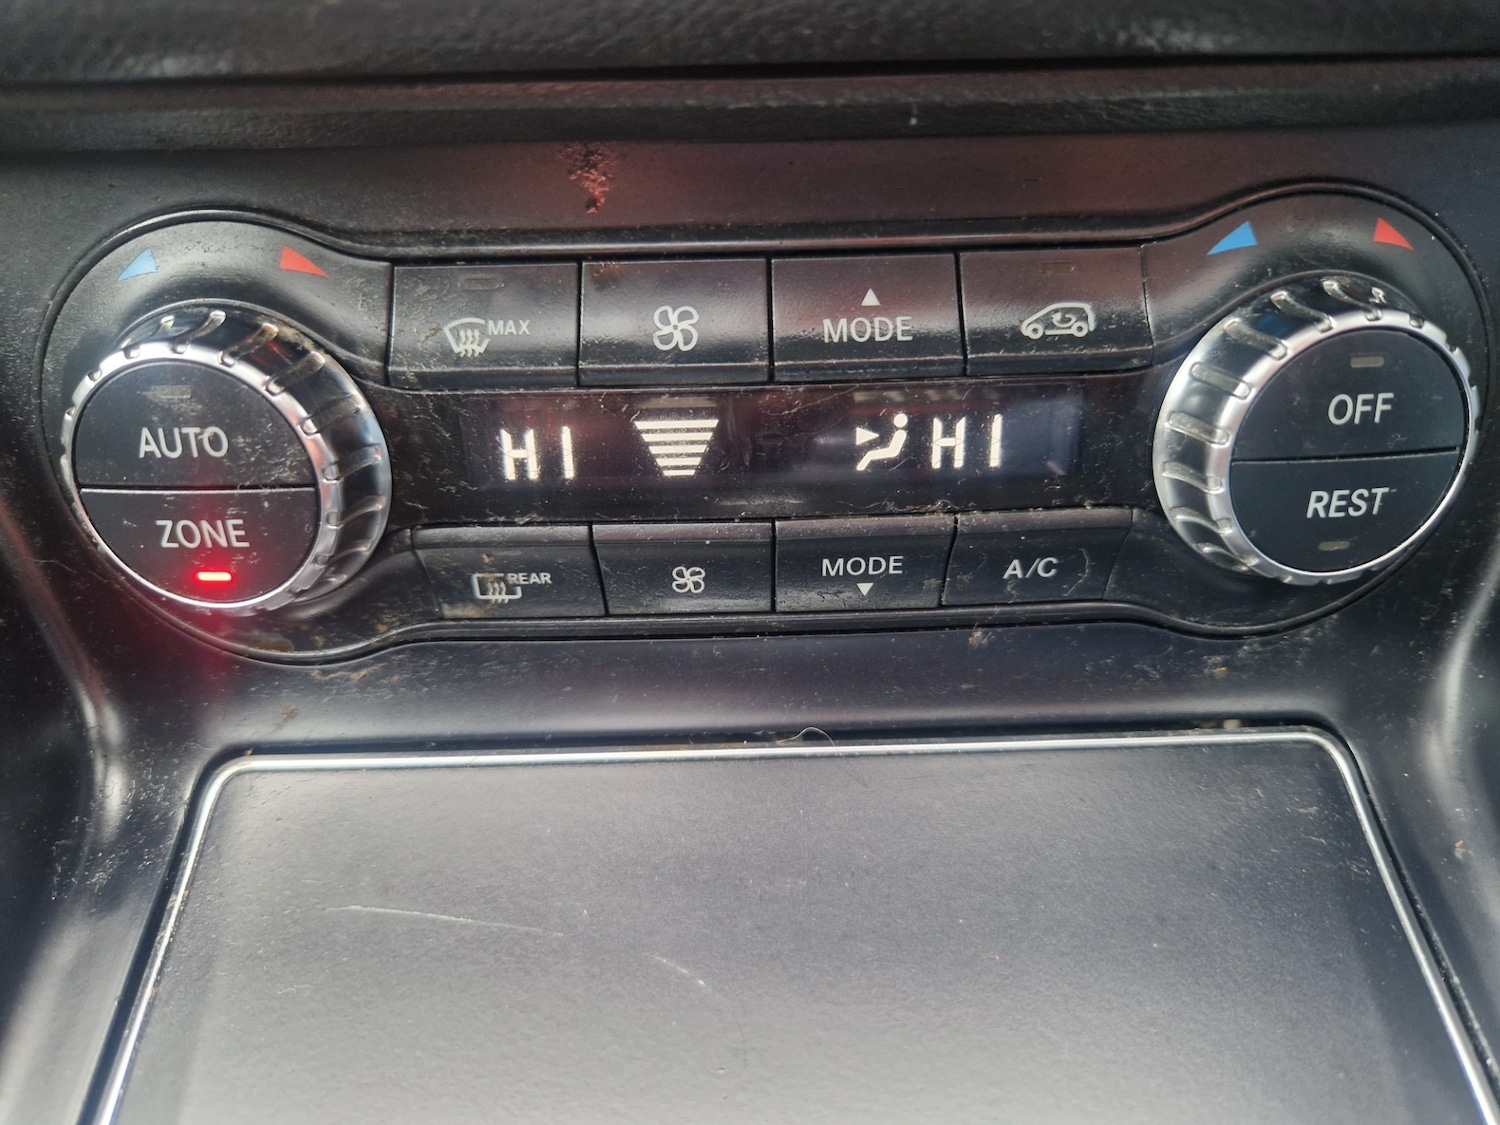 MAX
MODE
AUTO
ZONE
HI
HI
OFF
REST
REAR
MODE
A/C